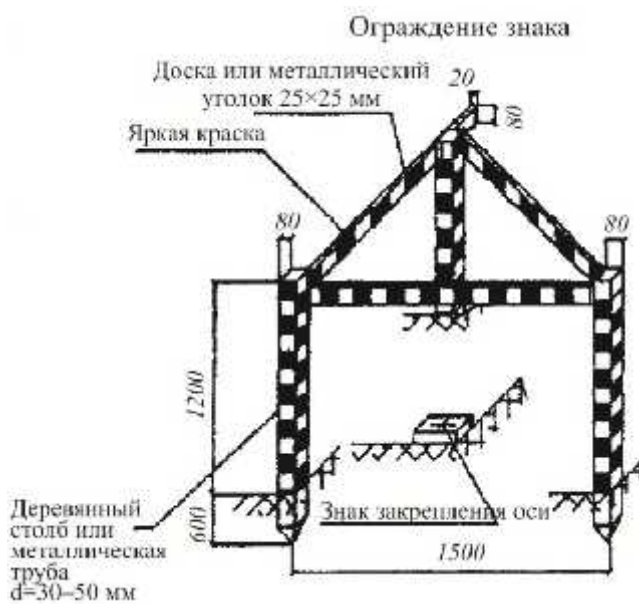 Ограждение знака
Доска или металлический
уголок 25×25 мм
20
80
Яркая краска
80
80
1200
600
Знак закрепления оси
Деревянный
столб или
металлическая
труба
d=30–50 мм
1500